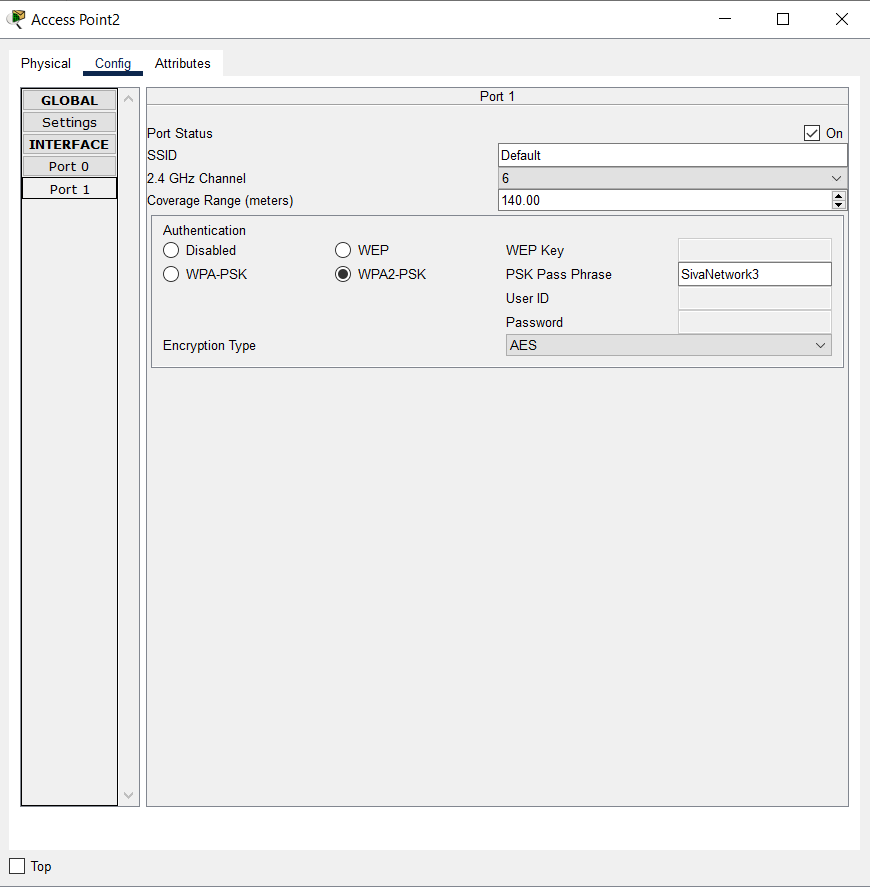 Access Point2
Physical Config Attributes
GLOBAL
Settings
INTERFACE
Port 0
Port 1
Port 1
Port Status On
SSID Default
2.4 GHz Channel 6
Coverage Range (meters) 140.00
Authentication
Disabled WEP WEP Key
WPA-PSK WPA2-PSK PSK Pass Phrase SivaNetwork3
User ID
Password
Encryption Type AES
Top